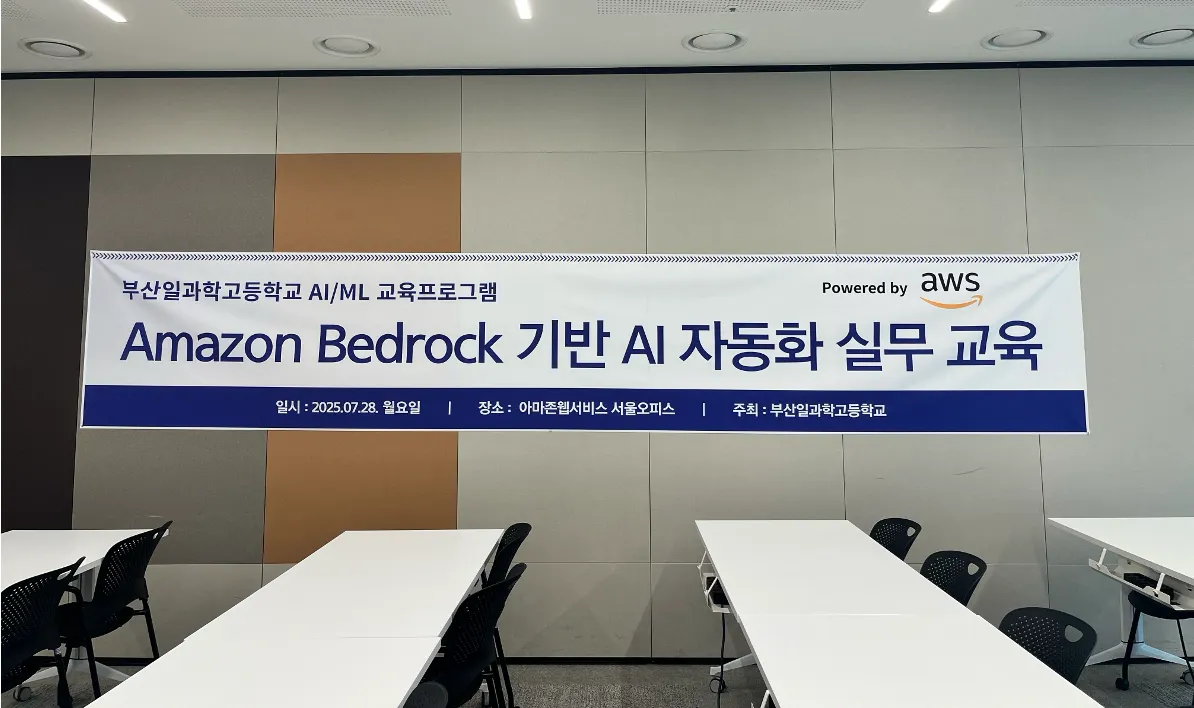 부산일과학고등학교 AI/ML 교육프로그램
Powered by aws
Amazon Bedrock 기반 AI 자동화 실무 교육
일시 : 2025.07.28. 월요일 | 장소 : 아마존웹서비스 서울오피스 | 주최 : 부산일과학고등학교